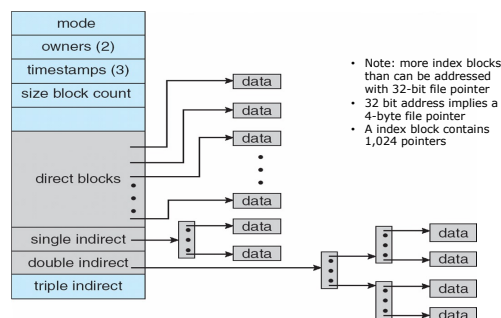 mode
owners (2)
timestamps (3)
size block count
direct blocks
single indirect
double indirect
triple indirect
data
data
data
data
data
data
data
data
data
data
• Note: more index blocks
than can be addressed
with 32-bit file pointer
• 32 bit address implies a
4-byte file pointer
• A index block contains
1,024 pointers